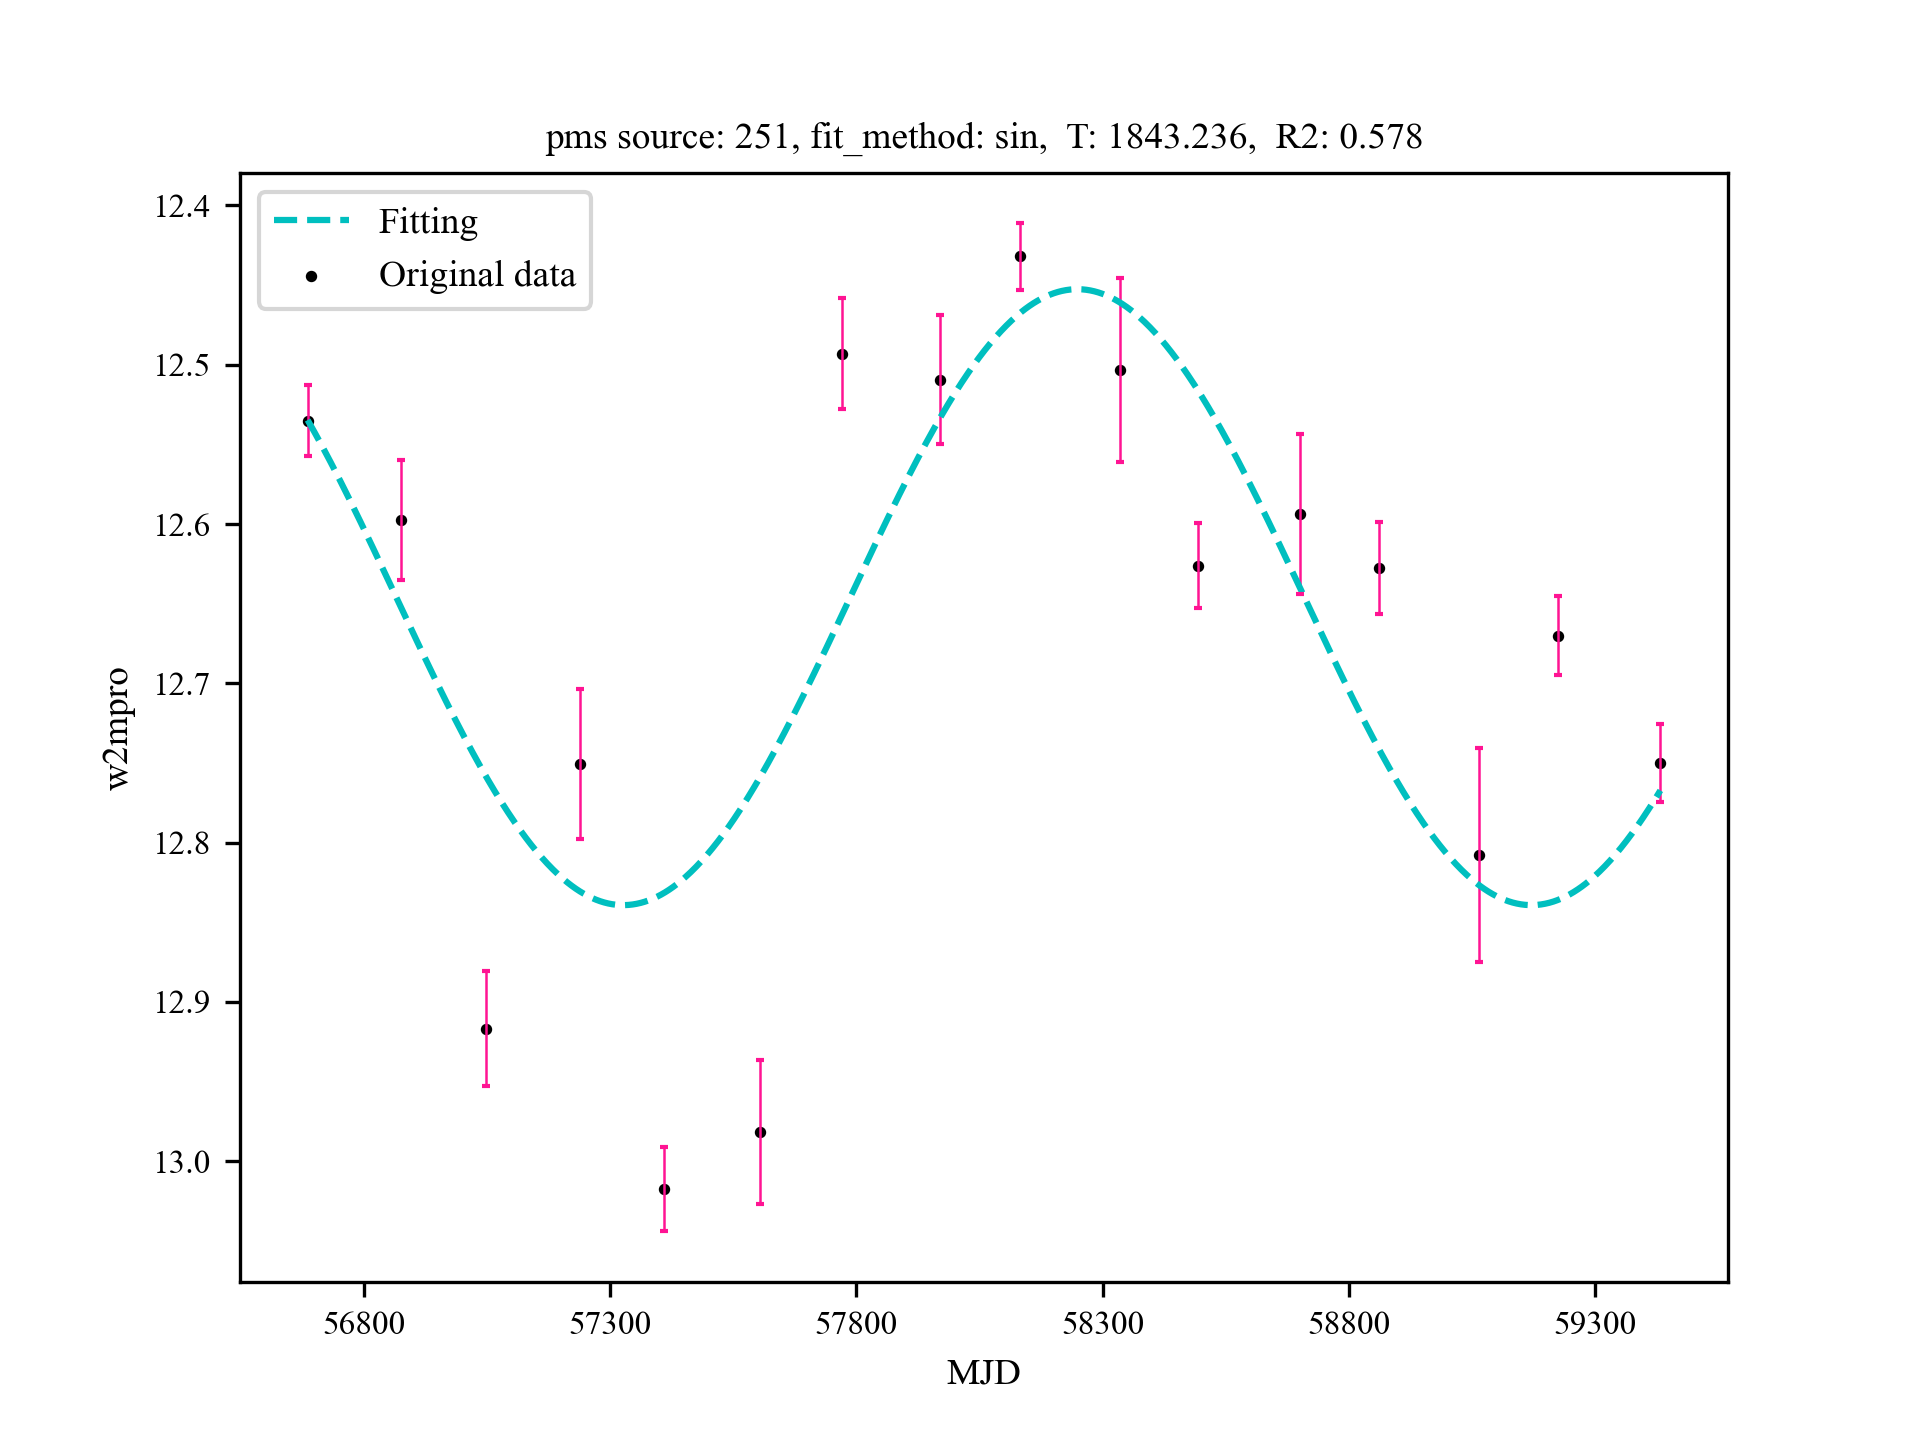 pms source: 251, fit_method: sin,  T: 1843.236,  R2: 0.578
Fitting
Original data
12.4
12.5
12.6
12.7
12.8
12.9
13.0
w2mpro
56800 57300 57800 58300 58800 59300
MJD